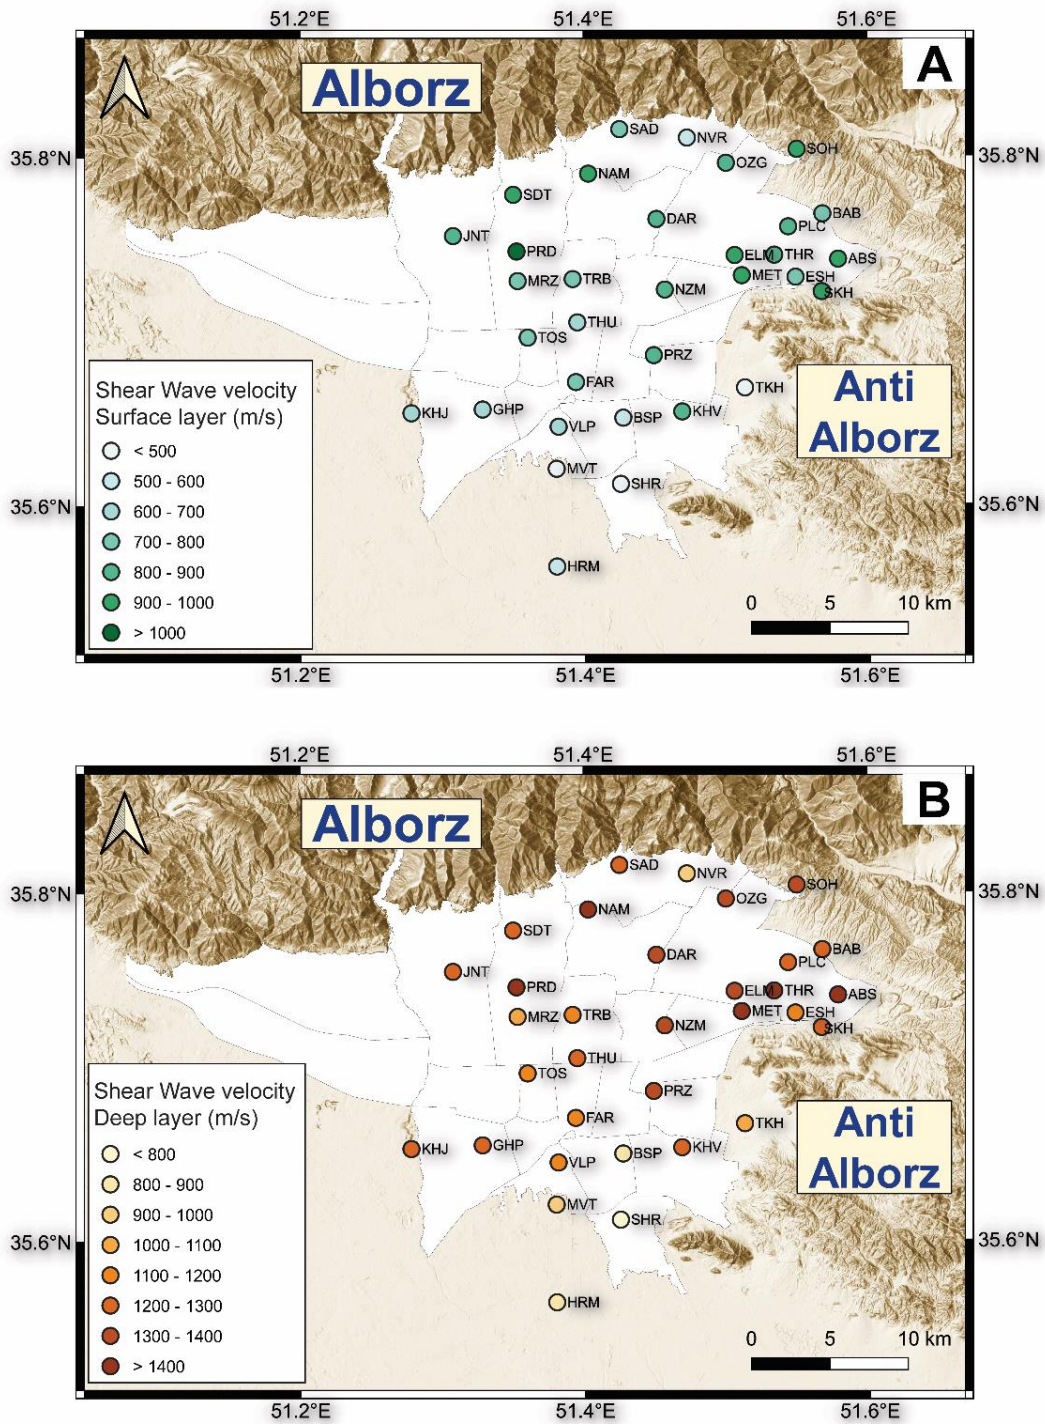 51.2°E
51.4°E
51.6°E
A
Alborz
SAD
NVR
35.8°N
SOH
35.8°N
OZG
NAM
SDT
BAB
DAR
PLC
JNT
PRD
ELM
THR
ABS
MET
ESH
MRZ
TRB
NZM
SKH
THU
TOS
PRZ
Anti
Alborz
FAR
TKH
KHJ
GHP
BSP
KHV
VLP
MVT
SHR
35.6°N
35.6°N
HRM
Shear Wave velocity
Surface layer (m/s)
< 500
500 - 600
600 - 700
700 - 800
800 - 900
900 - 1000
> 1000
0 5 10 km
51.2°E
51.4°E
51.6°E
51.2°E
51.4°E
51.6°E
B
Alborz
SAD
NVR
35.8°N
SOH
35.8°N
OZG
NAM
SDT
BAB
DAR
PLC
JNT
PRD
ELM
THR
ABS
MET
ESH
MRZ
TRB
NZM
SKH
THU
TOS
PRZ
Anti
Alborz
FAR
TKH
KHJ
GHP
BSP
KHV
VLP
MVT
SHR
35.6°N
35.6°N
HRM
Shear Wave velocity
Deep layer (m/s)
< 800
800 - 900
900 - 1000
1000 - 1100
1100 - 1200
1200 - 1300
1300 - 1400
> 1400
0 5 10 km
51.2°E
51.4°E
51.6°E